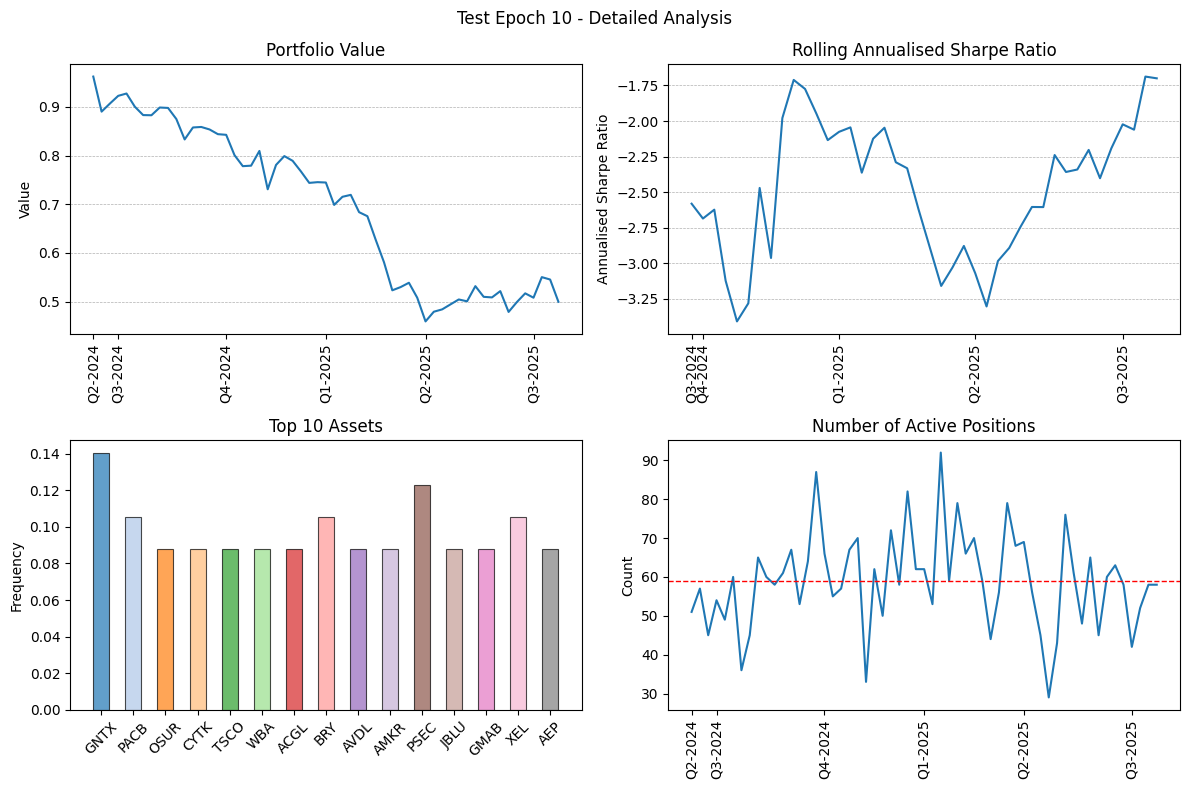 Test Epoch 10 - Detailed Analysis
Portfolio Value
Value
0.9
0.8
0.7
0.6
0.5
Q2-2024
Q3-2024
Q4-2024
Q1-2025
Q2-2025
Q3-2025
Rolling Annualised Sharpe Ratio
Annualised Sharpe Ratio
−1.75
−2.00
−2.25
−2.50
−2.75
−3.00
−3.25
Q3-2024
Q4-2024
Q1-2025
Q2-2025
Q3-2025
Top 10 Assets
Frequency
0.14
0.12
0.10
0.08
0.06
0.04
0.02
0.00
GNTX
PACB
OSUR
CYTK
TSCO
WBA
ACGL
BRY
AVDL
AMKR
PSEC
JBLU
GMAB
XEL
AEP
Number of Active Positions
Count
90
80
70
60
50
40
30
Q2-2024
Q3-2024
Q4-2024
Q1-2025
Q2-2025
Q3-2025